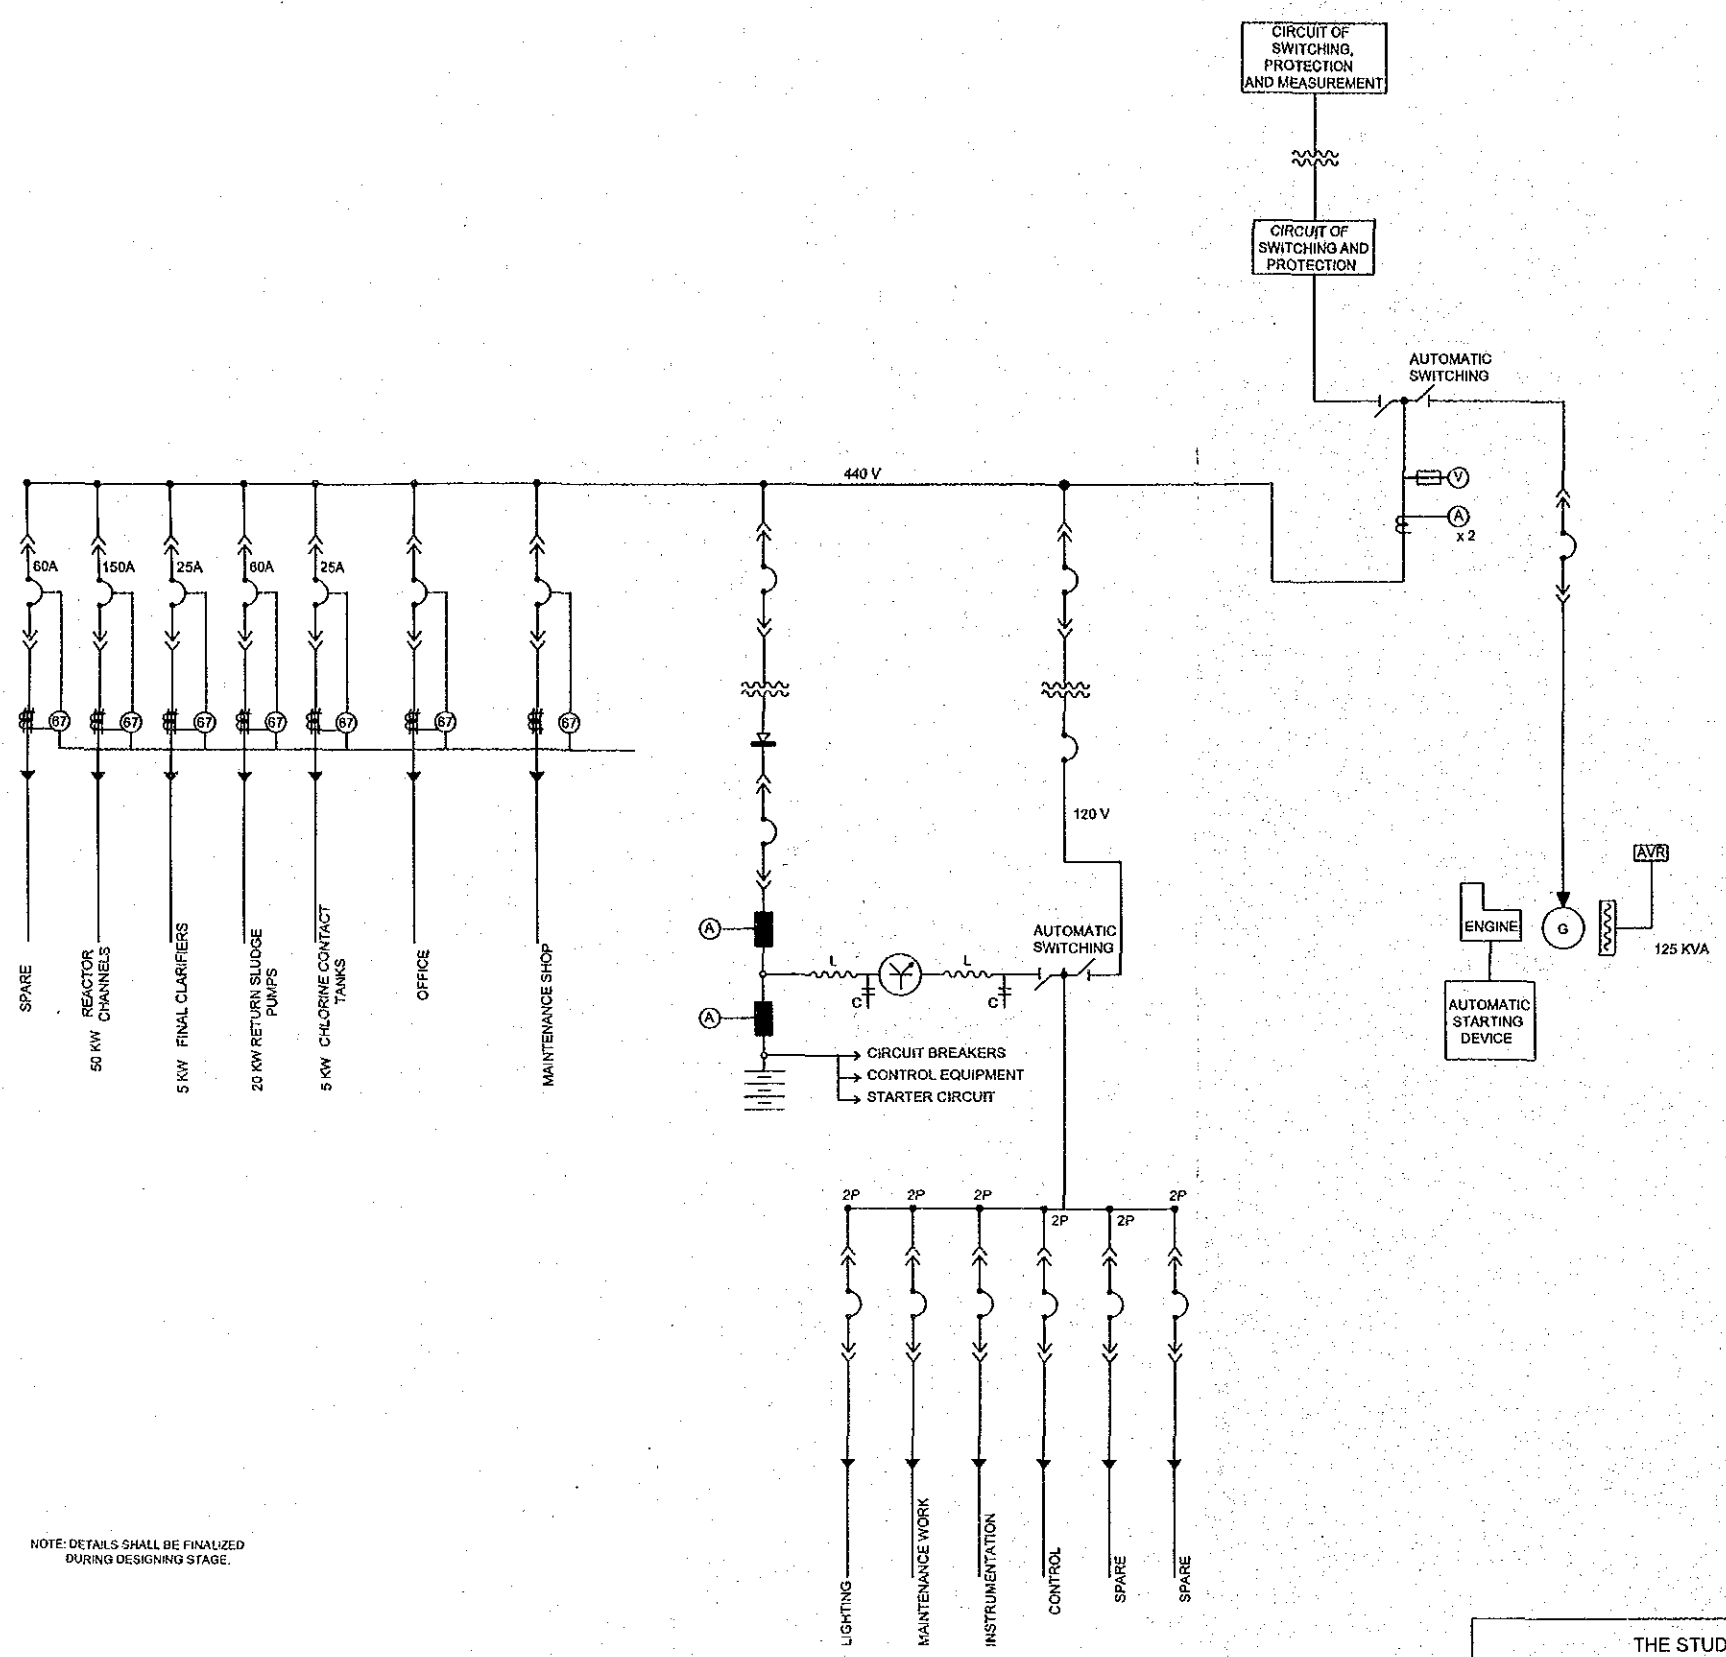 CIRCUIT OF
SWITCHING,
PROTECTION
AND MEASUREMENT
CIRCUIT OF
SWITCHING AND
PROTECTION
AUTOMATIC
SWITCHING
440 V
V
A
x 2
60A
150A
25A
60A
25A
67
67
67
67
67
67
67
120 V
AVR
ENGINE
G
125 KVA
AUTOMATIC
STARTING
DEVICE
A
AUTOMATIC
SWITCHING
L
L
C
C
A
CIRCUIT BREAKERS
CONTROL EQUIPMENT
STARTER CIRCUIT
SPARE
50 KW REACTOR
CHANNELS
5 KW FINAL CLARIFIERS
20 KW RETURN SLUDGE
PUMPS
5 KW CHLORINE CONTACT
TANKS
OFFICE
MAINTENANCE SHOP
2P
2P
2P
2P
2P
2P
LIGHTING
MAINTENANCE WORK
INSTRUMENTATION
CONTROL
SPARE
SPARE
NOTE: DETAILS SHALL BE FINALIZED
DURING DESIGNING STAGE.
THE STUD